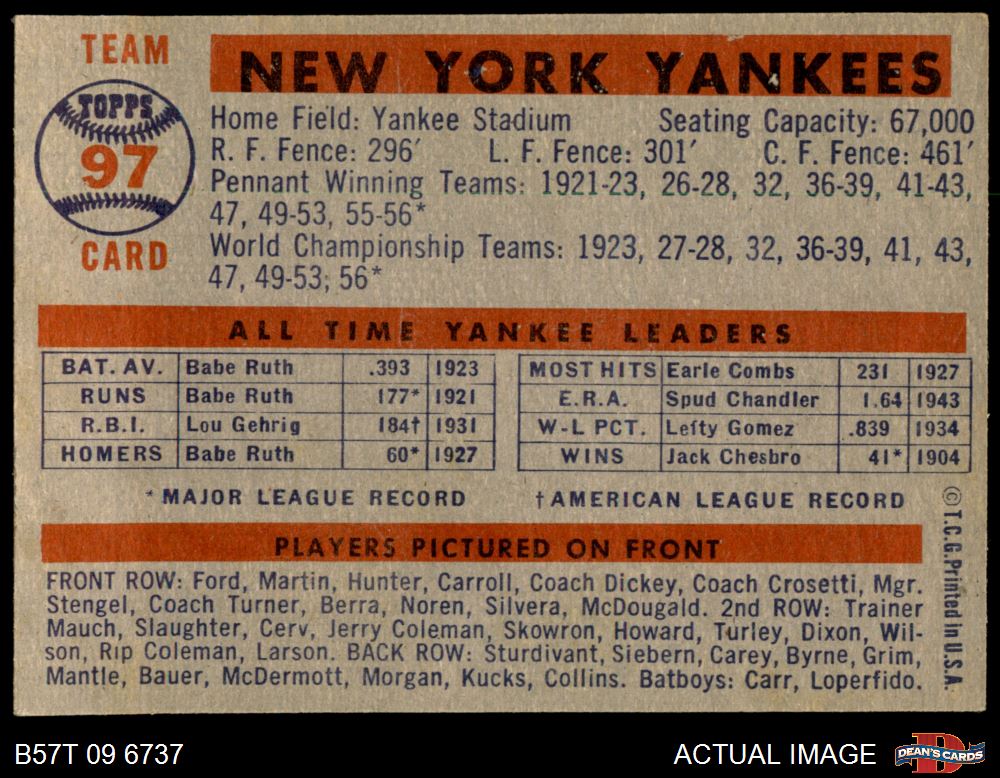 TEAM
TOPPS
97
CARD
NEW YORK YANKEES
Home Field: Yankee Stadium Seating Capacity: 67,000
R. F. Fence: 296′ L. F. Fence: 301′ C. F. Fence: 461′
Pennant Winning Teams: 1921-23, 26-28, 32, 36-39, 41-43,
47, 49-53, 55-56*
World Championship Teams: 1923, 27-28, 32, 36-39, 41, 43,
47, 49-53; 56*
ALL TIME YANKEE LEADERS
BAT. AV. Babe Ruth .393 1923
RUNS Babe Ruth 177* 1921
R.B.I. Lou Gehrig 184† 1931
HOMERS Babe Ruth 60* 1927
MOST HITS Earle Combs 231 1927
E.R.A. Spud Chandler 1.64 1943
W-L PCT. Lefty Gomez .839 1934
WINS Jack Chesbro 41* 1904
*MAJOR LEAGUE RECORD †AMERICAN LEAGUE RECORD
PLAYERS PICTURED ON FRONT
FRONT ROW: Ford, Martin, Hunter, Carroll, Coach Dickey, Coach Crosetti, Mgr.
Stengel, Coach Turner, Berra, Noren, Silvera, McDougald. 2nd ROW: Trainer
Mauch, Slaughter, Cerv, Jerry Coleman, Skowron, Howard, Turley, Dixon, Wil-
son, Rip Coleman, Larson. BACK ROW: Sturdivant, Siebern, Carey, Byrne, Grim,
Mantle, Bauer, McDermott, Morgan, Kucks, Collins. Batboys: Carr, Loperfido.
© T.C.G. Printed in U.S.A.
B57T 09 6737
ACTUAL IMAGE
D
DEAN'S CARDS